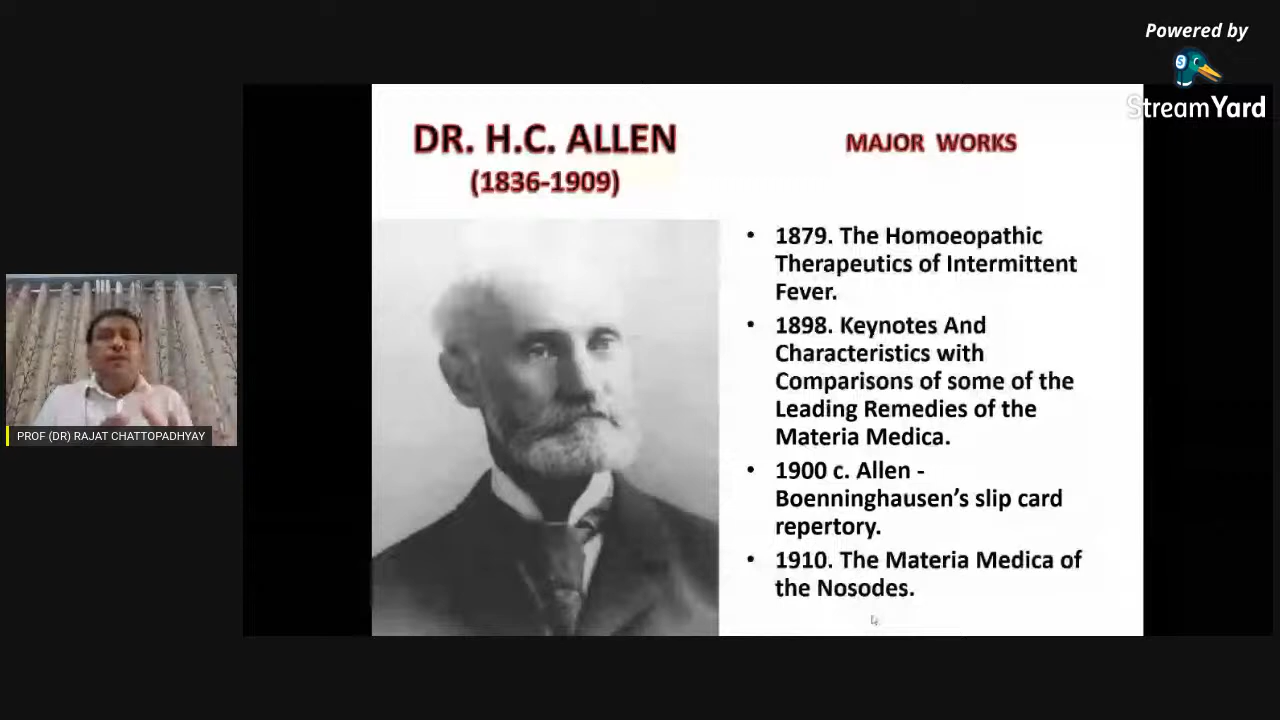 Powered by
StreamYard
DR. H.C. ALLEN
(1836-1909)
MAJOR WORKS
• 1879. The Homoeopathic
Therapeutics of Intermittent
Fever.
• 1898. Keynotes And
Characteristics with
Comparisons of some of the
Leading Remedies of the
Materia Medica.
• 1900 c. Allen -
Boenninghausen’s slip card
repertory.
• 1910. The Materia Medica of
the Nosodes.
PROF (DR) RAJAT CHATTOPADHYAY